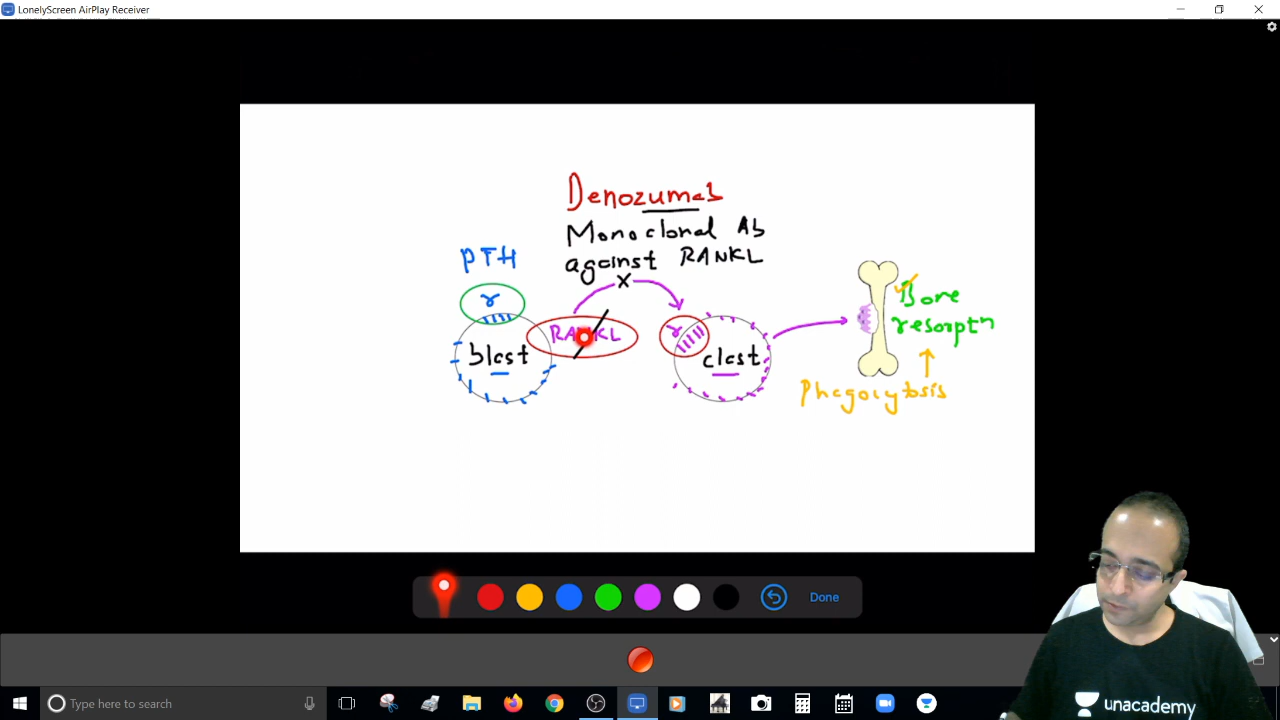 LonelyScreen AirPlay Receiver
Denozumab
Monoclonal Ab
against RANKL
PTH
x
r
RANKL
blast
r
clast
Bone
resorptn
Phagocytosis
Done
Type here to search
unacademy